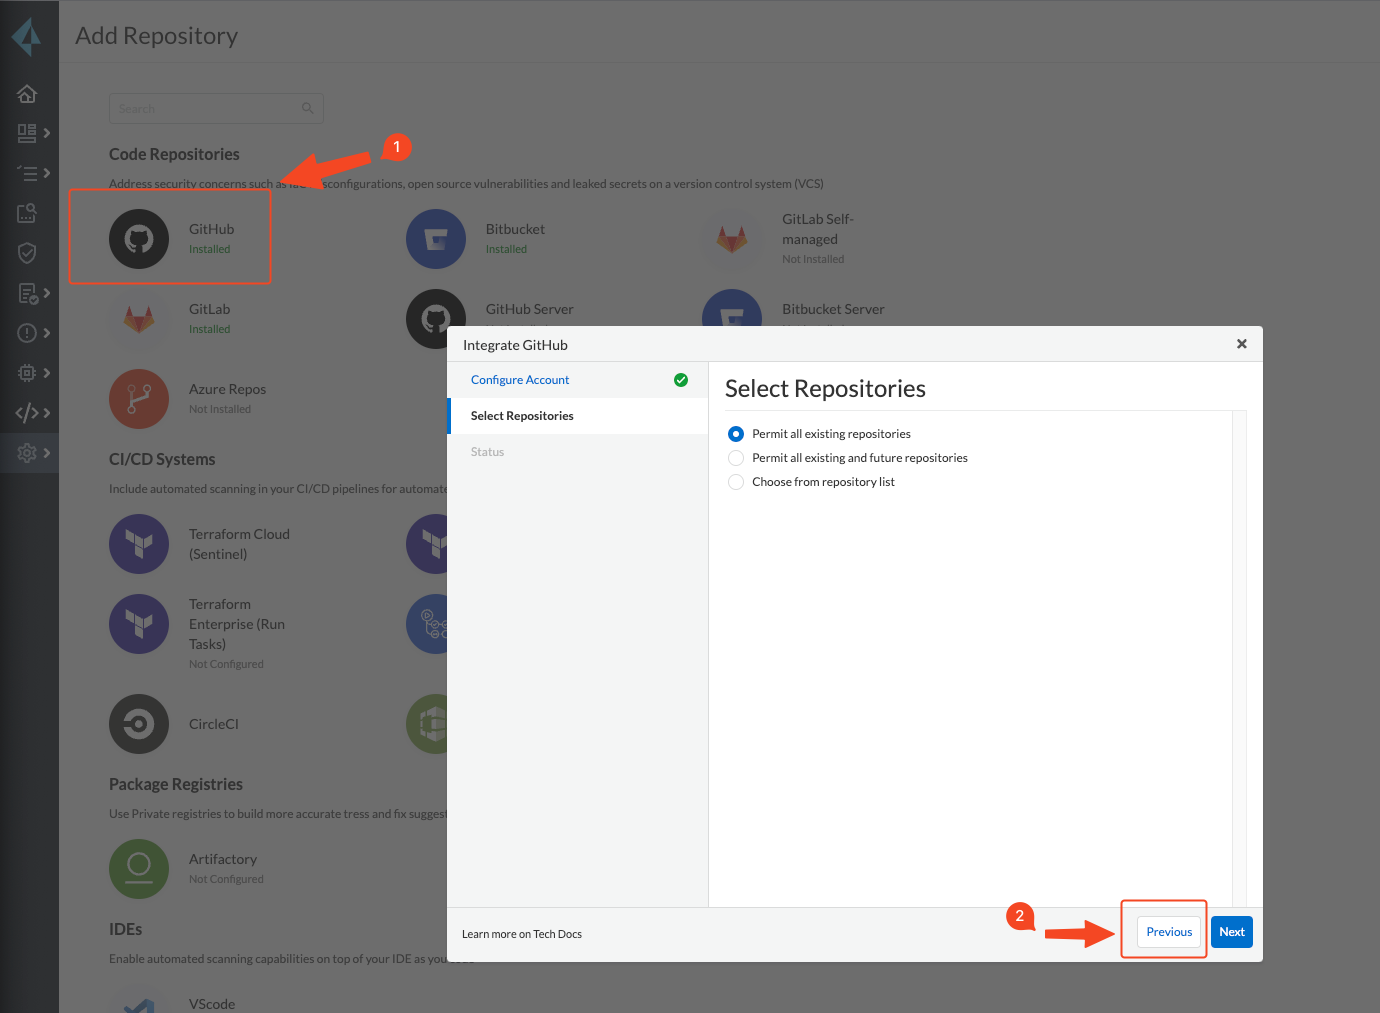 Add Repository
Search
Code Repositories
1
Address security concerns such as isconfigurations, open source vulnerabilities and leaked secrets on a version control system (VCS)
GitHub
Installed
Bitbucket
Installed
GitLab Self-
managed
Not Installed
GitLab
Installed
GitHub Server
Bitbucket Server
Azure Repos
Not Installed
CI/CD Systems
Include automated scanning in your CI/CD pipelines for automate
Terraform Cloud
(Sentinel)
Terraform
Enterprise (Run
Tasks)
Not Configured
CircleCI
Package Registries
Use Private registries to build more accurate tress and fix suggest
Artifactory
Not Configured
IDEs
Enable automated scanning capabilities on top of your IDE as you
VScode
Integrate GitHub
Configure Account
Select Repositories
Status
Select Repositories
Permit all existing repositories
Permit all existing and future repositories
Choose from repository list
2
Learn more on Tech Docs
Previous
Next